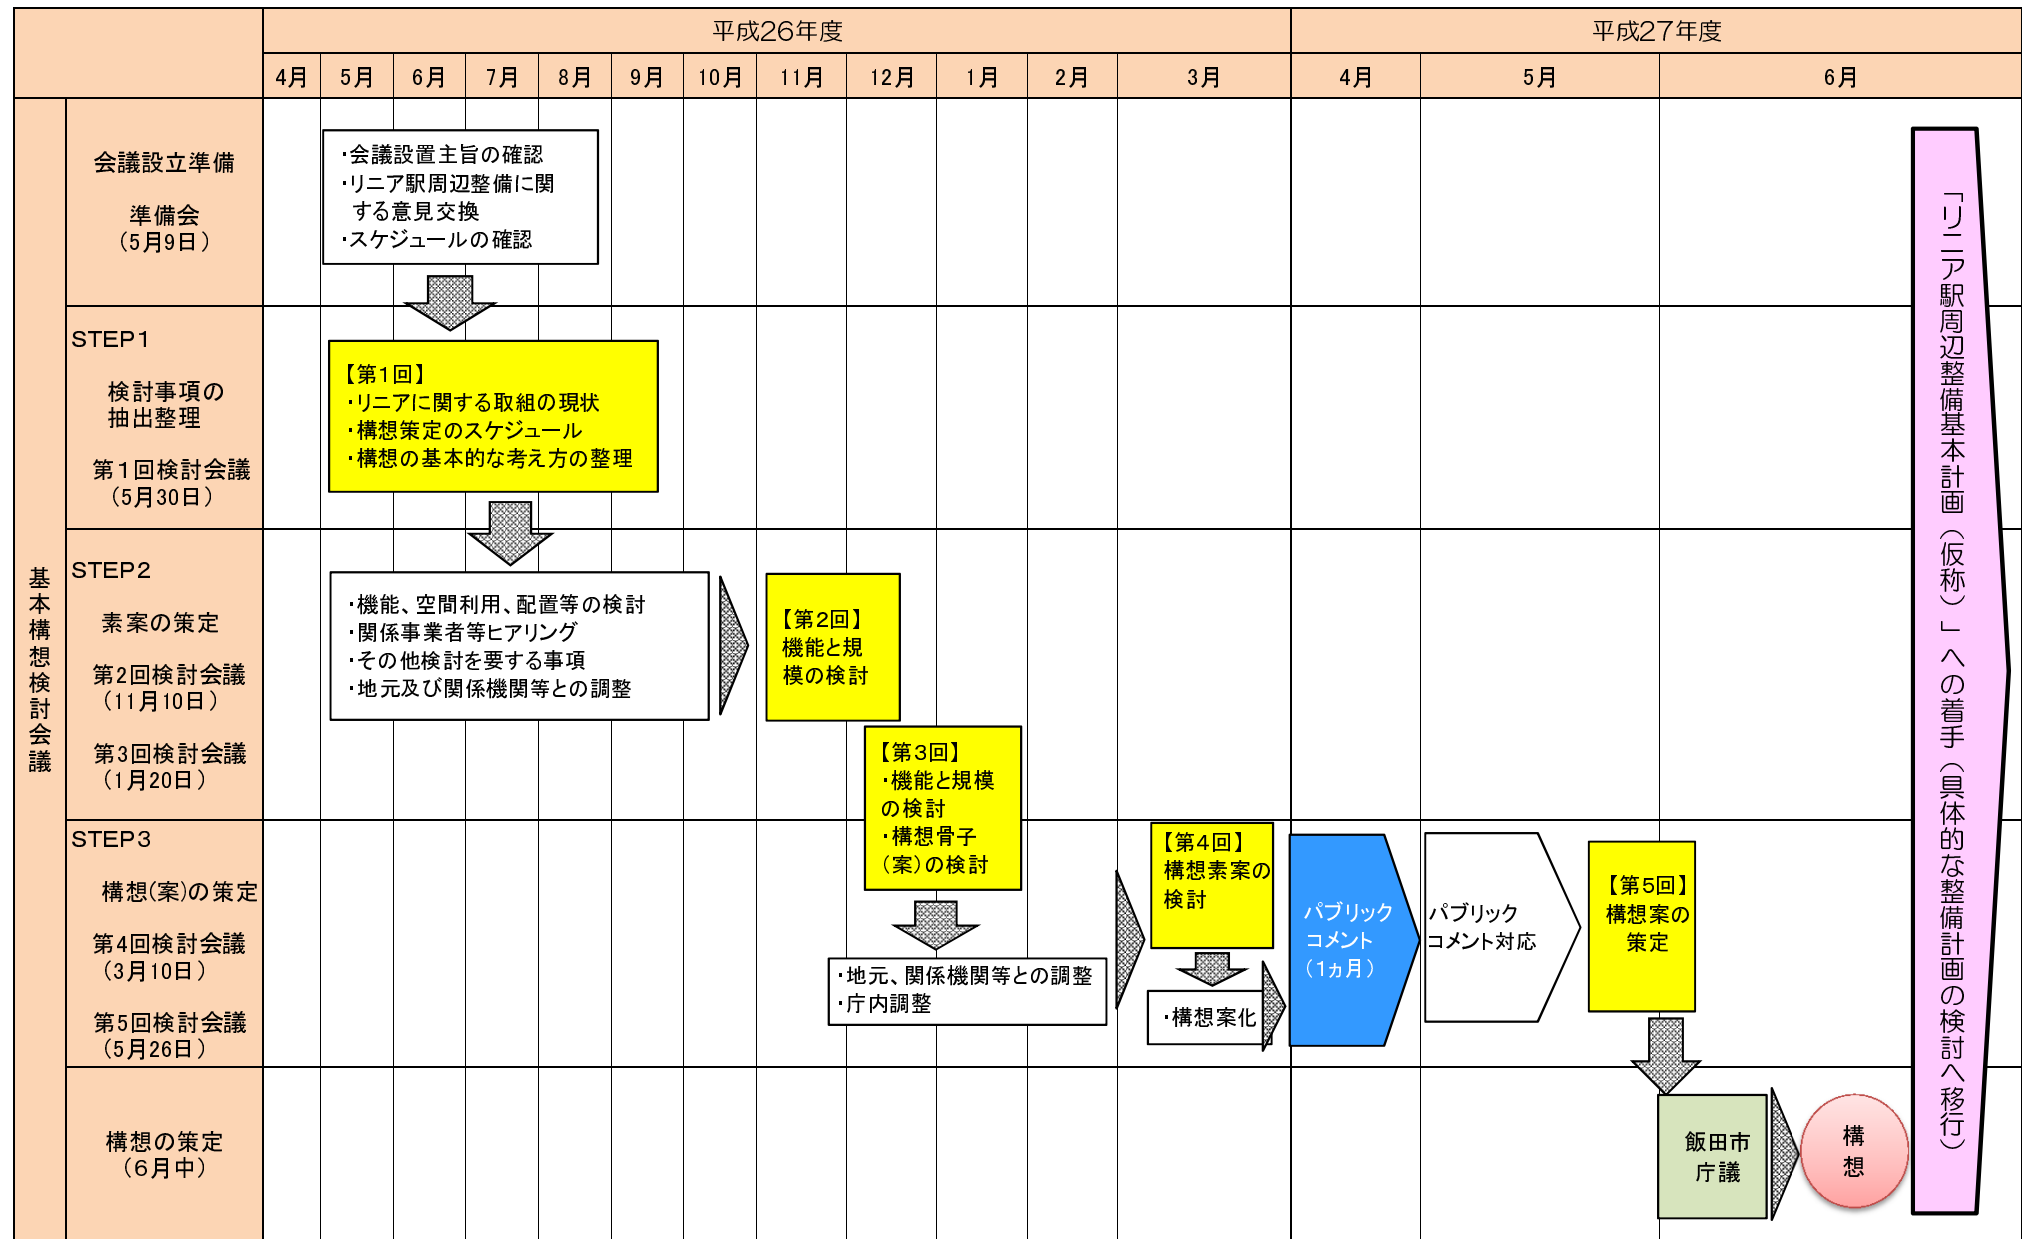 平成26年度
平成27年度
4月
5月
6月
7月
8月
9月
10月
11月
12月
1月
2月
3月
4月
5月
6月
基本構想検討会議
会議設立準備
準備会
（5月9日）
・会議設置主旨の確認
・リニア駅周辺整備に関
する意見交換
・スケジュールの確認
STEP1
検討事項の
抽出整理
第1回検討会議
（5月30日）
【第1回】
・リニアに関する取組の現状
・構想策定のスケジュール
・構想の基本的な考え方の整理
STEP2
素案の策定
第2回検討会議
（11月10日）
第3回検討会議
（1月20日）
・機能、空間利用、配置等の検討
・関係事業者等ヒアリング
・その他検討を要する事項
・地元及び関係機関等との調整
【第2回】
機能と規
模の検討
【第3回】
・機能と規模
の検討
・構想骨子
（案）の検討
STEP3
構想(案)の策定
第4回検討会議
（3月10日）
第5回検討会議
（5月26日）
・地元、関係機関等との調整
・庁内調整
【第4回】
構想素案の
検討
・構想案化
パブリック
コメント
（1ヵ月）
パブリック
コメント対応
【第5回】
構想案の
策定
構想の策定
（6月中）
飯田市
庁議
構
想
「リニア駅周辺整備基本計画（仮称）」への着手（具体的な整備計画の検討へ移行）